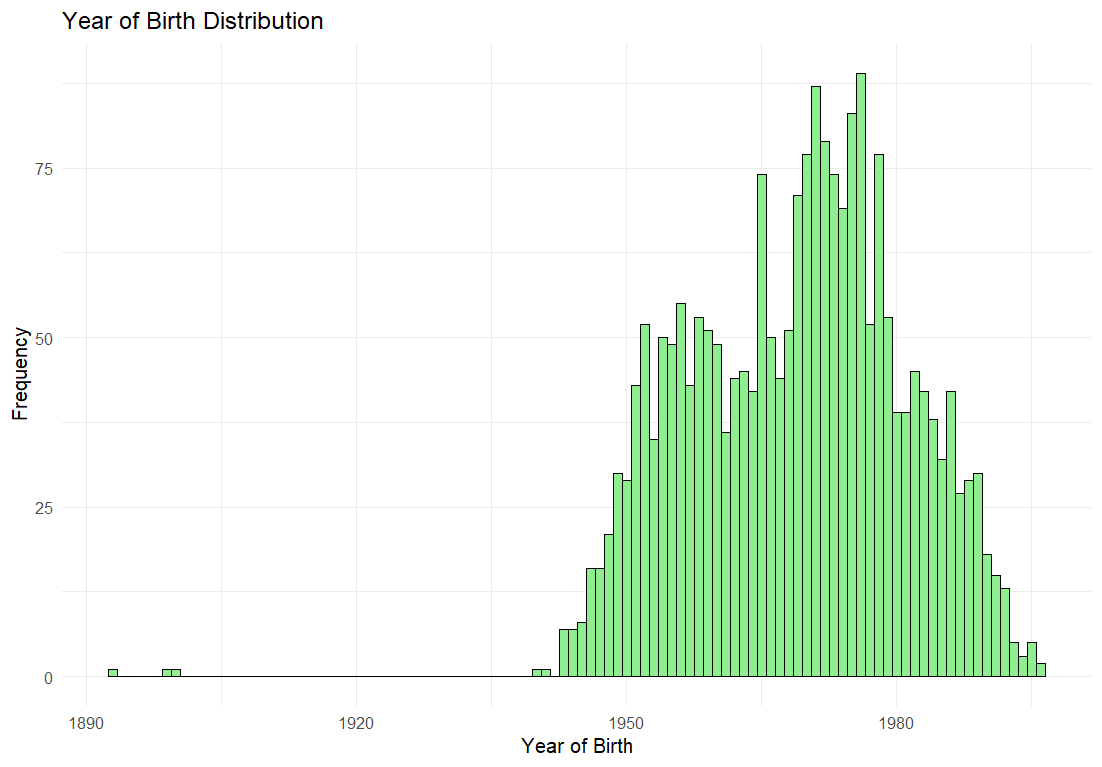 Year of Birth Distribution
75
50
25
0
Frequency
1890 1920 1950 1980
Year of Birth